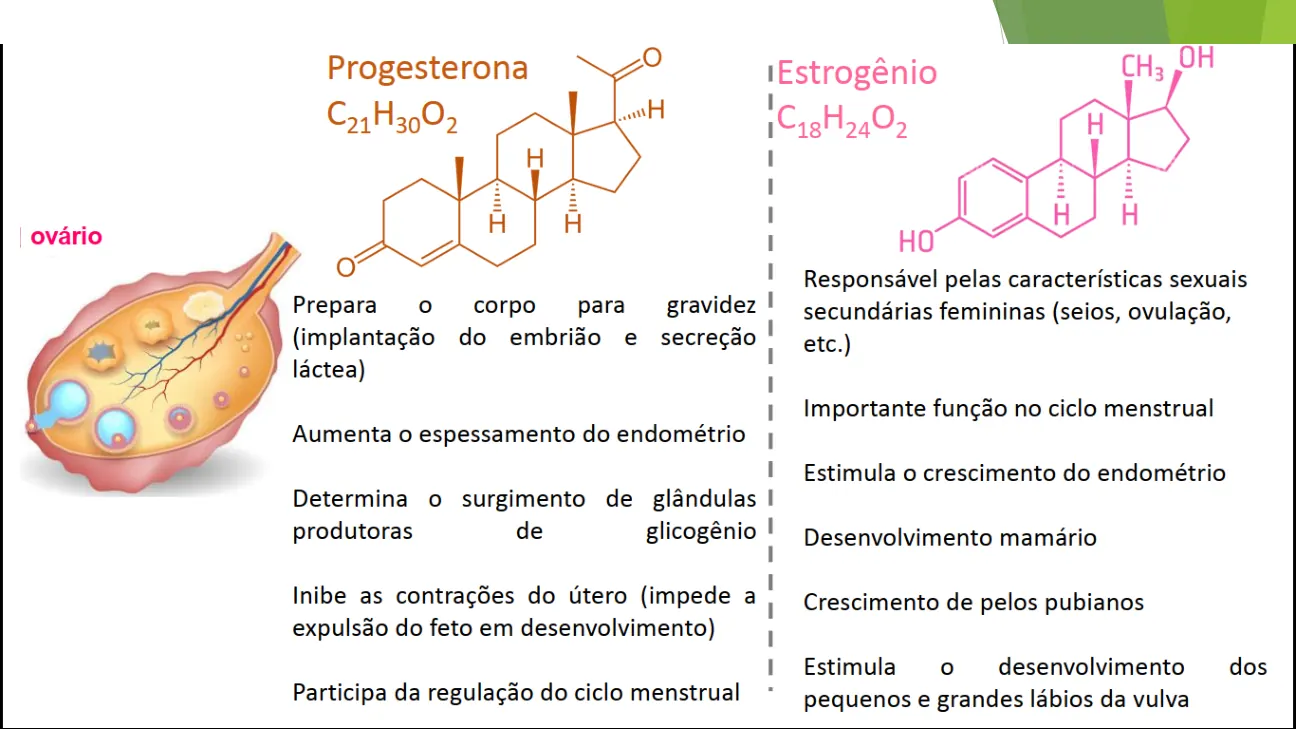 Progesterona
C21H30O2
O
H
H
H
H
O
ovário
Prepara o corpo para gravidez
(implantação do embrião e secreção
láctea)
Aumenta o espessamento do endométrio
Determina o surgimento de glândulas
produtoras de glicogênio
Inibe as contrações do útero (impede a
expulsão do feto em desenvolvimento)
Participa da regulação do ciclo menstrual
Estrogênio
C18H24O2
CH3
OH
H
H
H
HO
Responsável pelas características sexuais
secundárias femininas (seios, ovulação,
etc.)
Importante função no ciclo menstrual
Estimula o crescimento do endométrio
Desenvolvimento mamário
Crescimento de pelos pubianos
Estimula o desenvolvimento dos
pequenos e grandes lábios da vulva